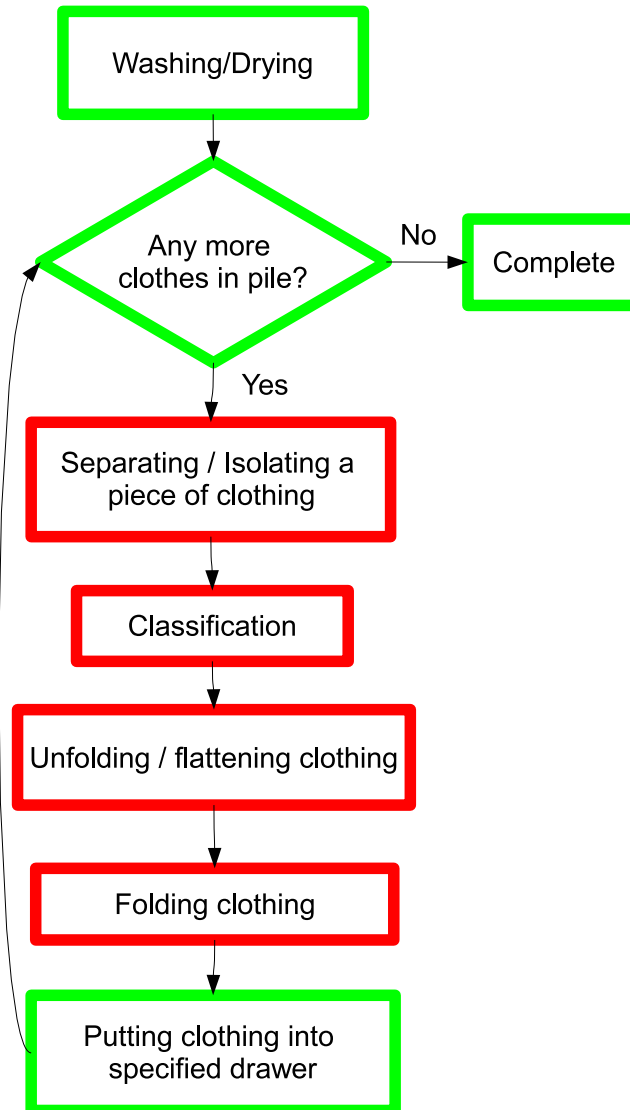 Washing/Drying
Any more
clothes in pile?
No
Complete
Yes
Separating / Isolating a
piece of clothing
Classification
Unfolding / flattening clothing
Folding clothing
Putting clothing into
specified drawer